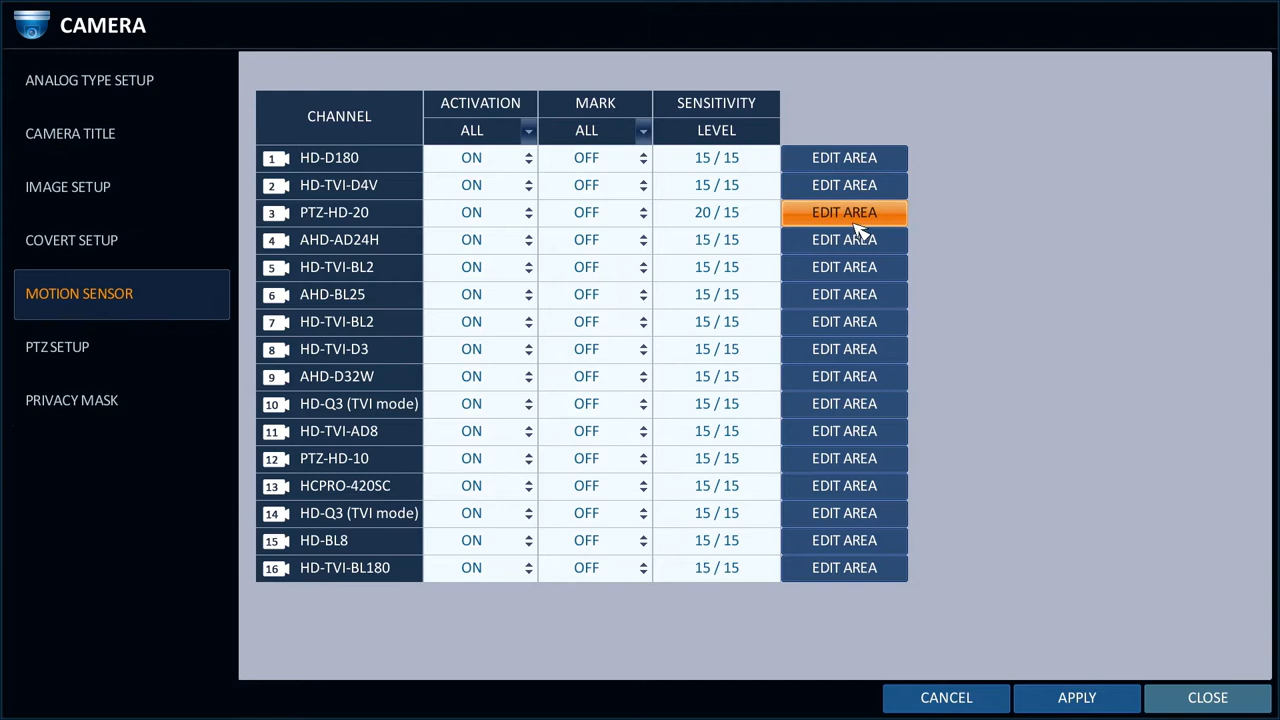 CAMERA
ANALOG TYPE SETUP
CAMERA TITLE
IMAGE SETUP
COVERT SETUP
MOTION SENSOR
PTZ SETUP
PRIVACY MASK
CHANNEL ACTIVATION MARK SENSITIVITY
ALL ALL LEVEL
1 HD-D180 ON OFF 15 / 15 EDIT AREA
2 HD-TVI-D4V ON OFF 15 / 15 EDIT AREA
3 PTZ-HD-20 ON OFF 20 / 15 EDIT AREA
4 AHD-AD24H ON OFF 15 / 15 EDIT AREA
5 HD-TVI-BL2 ON OFF 15 / 15 EDIT AREA
6 AHD-BL25 ON OFF 15 / 15 EDIT AREA
7 HD-TVI-BL2 ON OFF 15 / 15 EDIT AREA
8 HD-TVI-D3 ON OFF 15 / 15 EDIT AREA
9 AHD-D32W ON OFF 15 / 15 EDIT AREA
10 HD-Q3 (TVI mode) ON OFF 15 / 15 EDIT AREA
11 HD-TVI-AD8 ON OFF 15 / 15 EDIT AREA
12 PTZ-HD-10 ON OFF 15 / 15 EDIT AREA
13 HCPRO-420SC ON OFF 15 / 15 EDIT AREA
14 HD-Q3 (TVI mode) ON OFF 15 / 15 EDIT AREA
15 HD-BL8 ON OFF 15 / 15 EDIT AREA
16 HD-TVI-BL180 ON OFF 15 / 15 EDIT AREA
CANCEL APPLY CLOSE